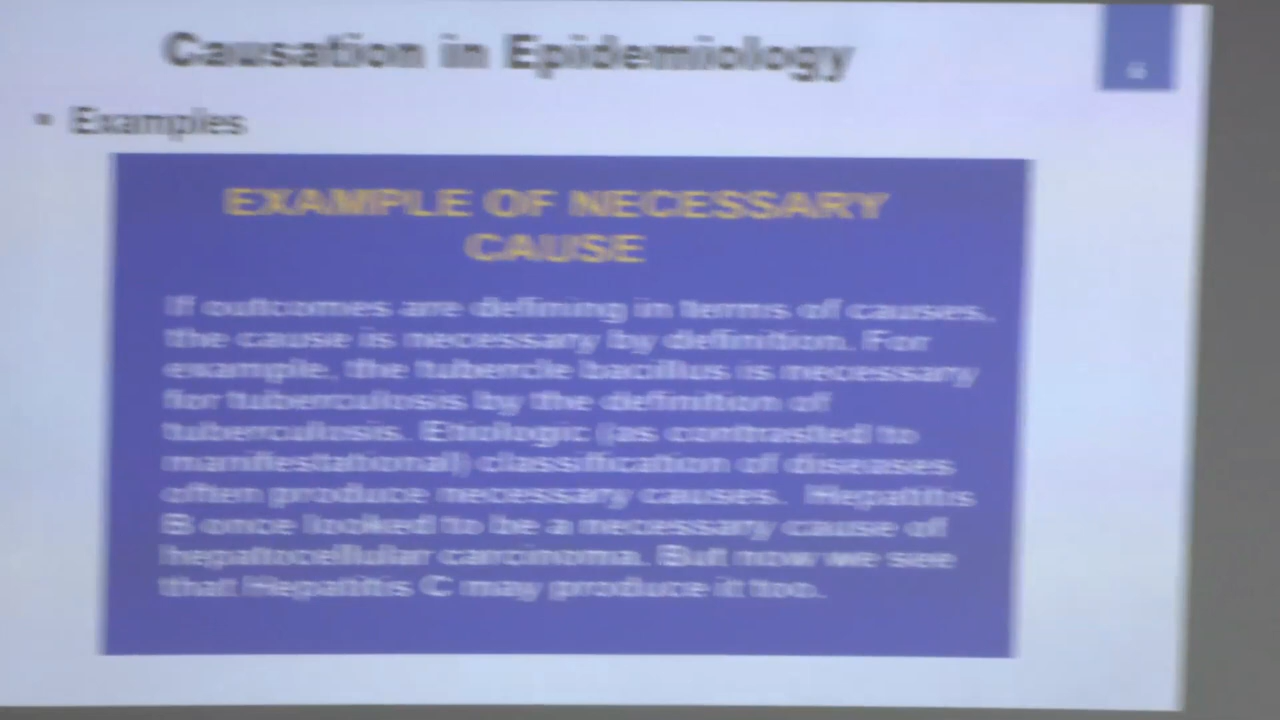 Causation in Epidemiology
• Examples
EXAMPLE OF NECESSARY
CAUSE
If outcomes are defining in terms of causes,
the cause is necessary by definition. For
example, the tubercle bacillus is necessary
for tuberculosis by the definition of
tuberculosis. Etiologic (as contrasted to
manifestational) classification of diseases
often produce necessary causes. Hepatitis
B once looked to be a necessary cause of
hepatocellular carcinoma. But now we see
that Hepatitis C may produce it too.